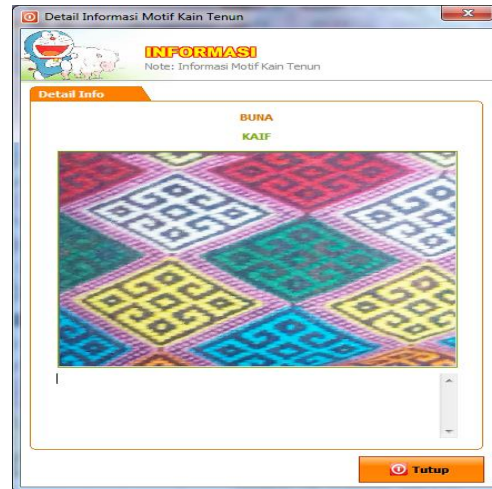 Detail Informasi Motif Kain Tenun
INFORMASI
Note: Informasi Motif Kain Tenun
Detail Info
BUNA
KAIF
Tutup